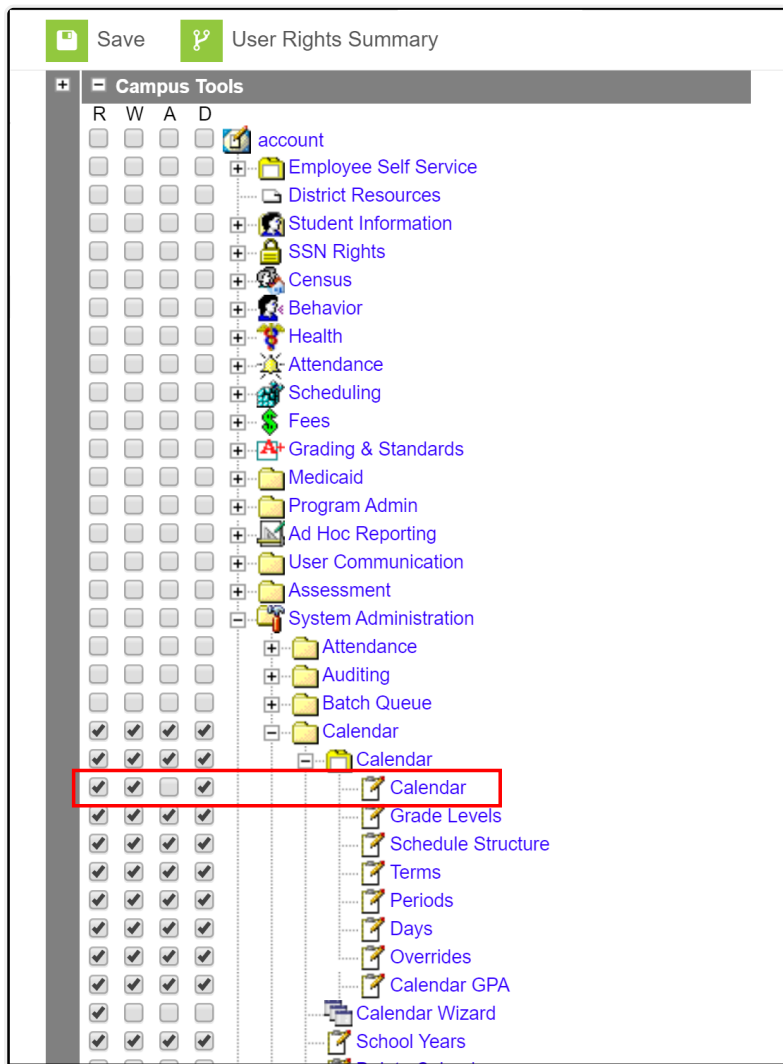 Save User Rights Summary
Campus Tools
R W A D
account
Employee Self Service
District Resources
Student Information
SSN Rights
Census
Behavior
Health
Attendance
Scheduling
Fees
Grading & Standards
Medicaid
Program Admin
Ad Hoc Reporting
User Communication
Assessment
System Administration
Attendance
Auditing
Batch Queue
Calendar
Calendar
Calendar
Grade Levels
Schedule Structure
Terms
Periods
Days
Overrides
Calendar GPA
Calendar Wizard
School Years